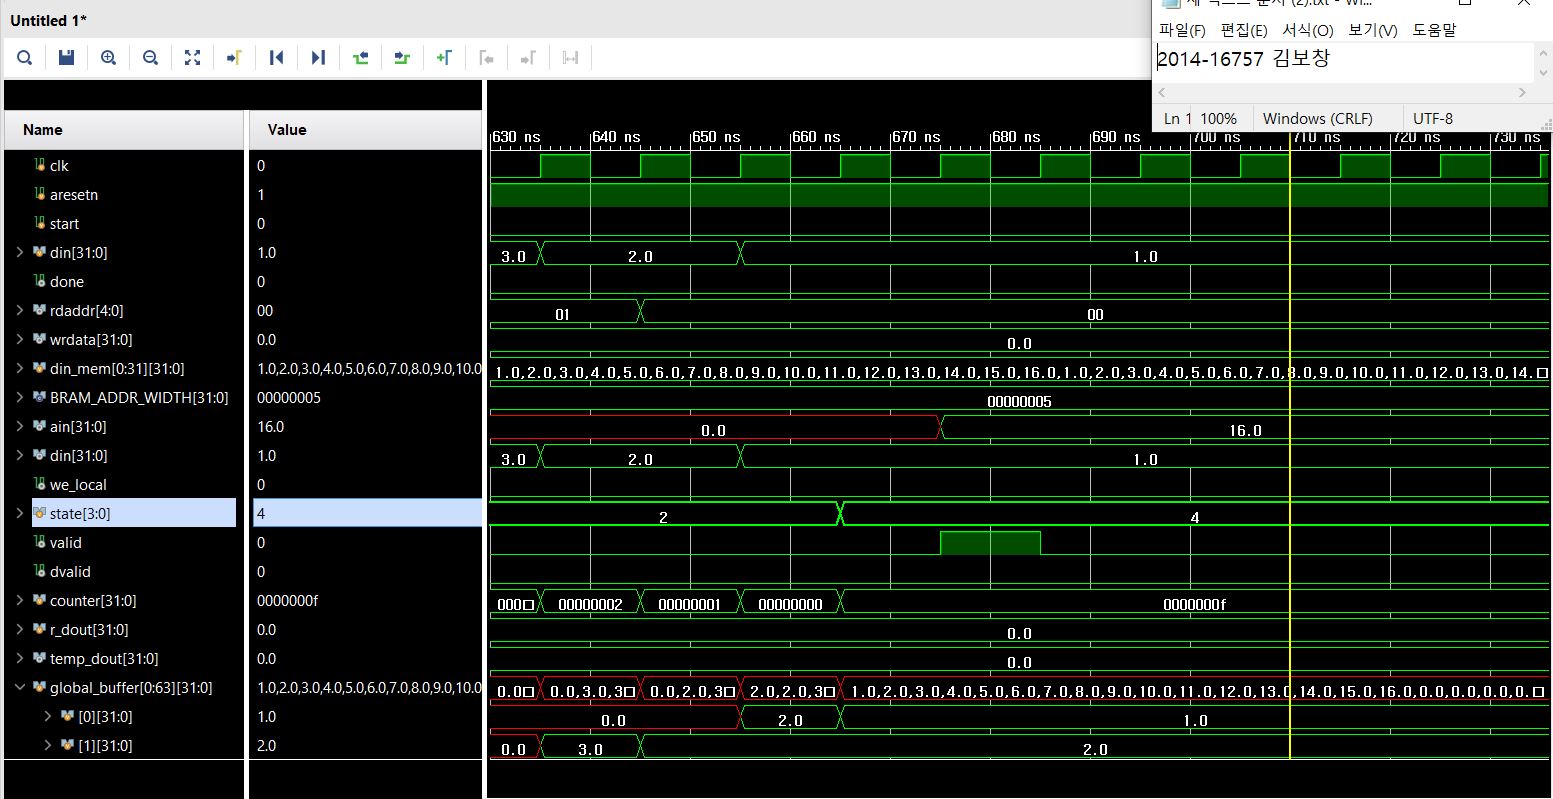 Untitled 1*
파일(F) 편집(E) 서식(O) 보기(V) 도움말
2014-16757 김보창
Ln 1 100% Windows (CRLF) UTF-8
Name Value
630 ns 640 ns 650 ns 660 ns 670 ns 680 ns 690 ns 700 ns 710 ns 720 ns 730 ns
clk 0
aresetn 1
start 0
din[31:0] 1.0 3.0 2.0 1.0
done 0
rdaddr[4:0] 00 01 00
wrdata[31:0] 0.0 0.0
din_mem[0:31][31:0] 1.0,2.0,3.0,4.0,5.0,6.0,7.0,8.0,9.0,10.0 1.0,2.0,3.0,4.0,5.0,6.0,7.0,8.0,9.0,10.0,11.0,12.0,13.0,14.0,15.0,16.0,1.0,2.0,3.0,4.0,5.0,6.0,7.0,8.0,9.0,10.0,11.0,12.0,13.0,14.
BRAM_ADDR_WIDTH[31:0] 00000005 00000005
ain[31:0] 16.0 0.0 16.0
din[31:0] 1.0 3.0 2.0 1.0
we_local 0
state[3:0] 4 2 4
valid 0
dvalid 0
counter[31:0] 0000000f 000 00000002 00000001 00000000 0000000f
r_dout[31:0] 0.0 0.0
temp_dout[31:0] 0.0 0.0
global_buffer[0:63][31:0] 1.0,2.0,3.0,4.0,5.0,6.0,7.0,8.0,9.0,10.0 0.0 0.0,3.0,3 0.0,2.0,3 2.0,2.0,3 1.0,2.0,3.0,4.0,5.0,6.0,7.0,8.0,9.0,10.0,11.0,12.0,13.0,14.0,15.0,16.0,0.0,0.0,0.0,0.
[0][31:0] 1.0 0.0 2.0 1.0
[1][31:0] 2.0 0.0 3.0 2.0